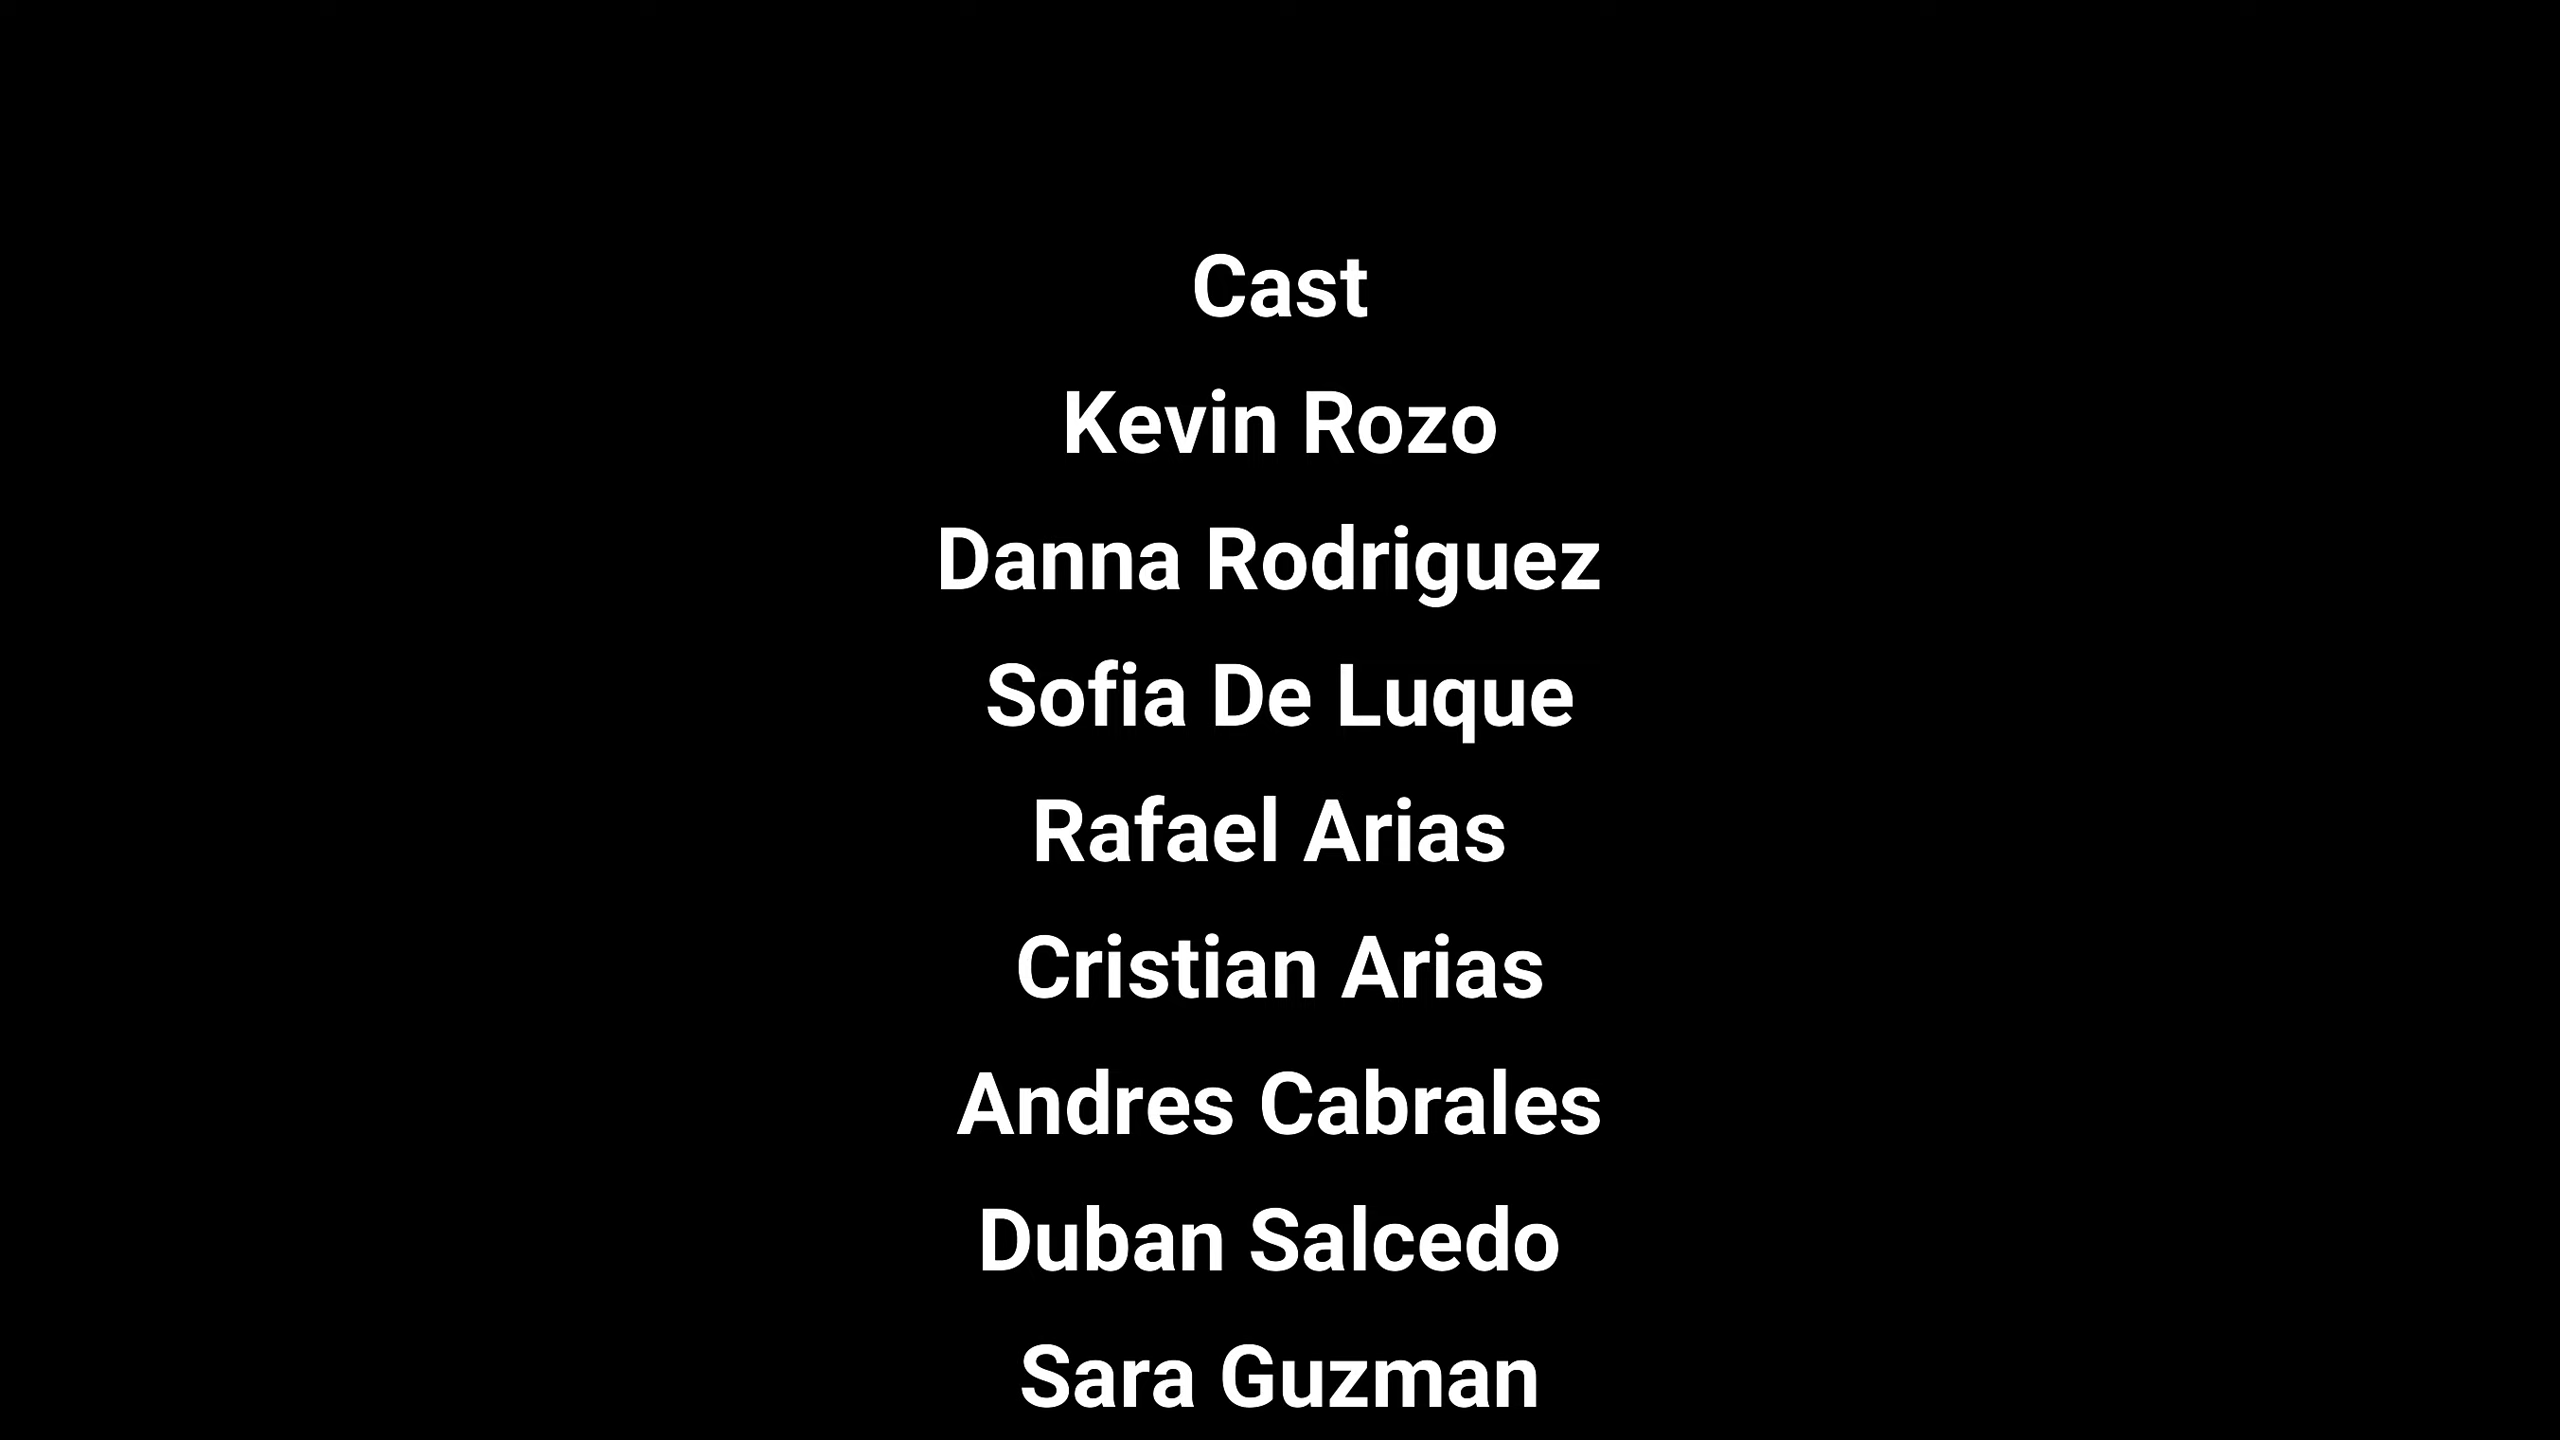 Cast
Kevin Rozo
Danna Rodriguez
Sofia De Luque
Rafael Arias
Cristian Arias
Andres Cabrales
Duban Salcedo
Sara Guzman